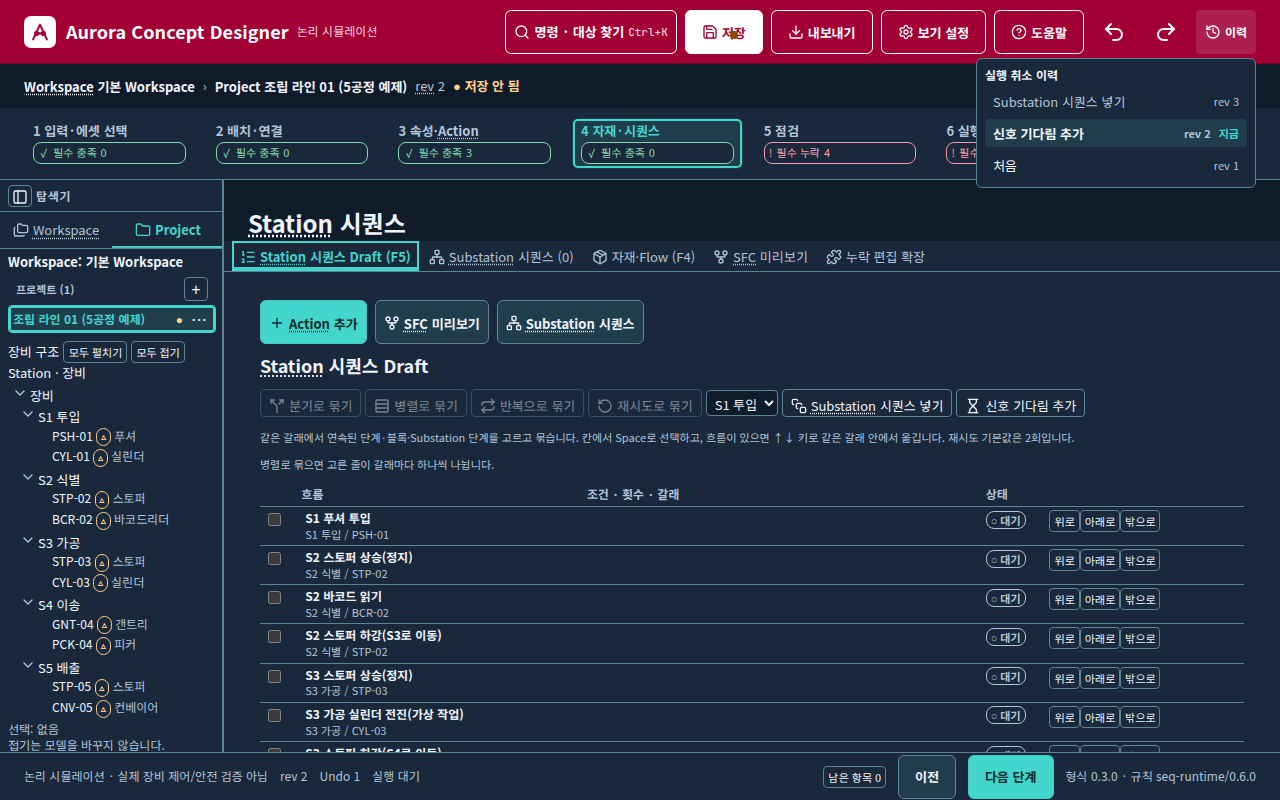 Aurora Concept Designer 논리 시뮬레이션
명령 · 대상 찾기 Ctrl+K
저장
내보내기
보기 설정
도움말
이력
Workspace 기본 Workspace › Project 조립 라인 01 (5공정 예제) rev 2 ● 저장 안 됨
실행 취소 이력
Substation 시퀀스 넣기 rev 3
신호 기다림 추가 rev 2 지금
처음 rev 1
1 입력·에셋 선택
✓ 필수 충족 0
2 배치·연결
✓ 필수 충족 0
3 속성·Action
✓ 필수 충족 3
4 자재·시퀀스
✓ 필수 충족 0
5 점검
! 필수 누락 4
탐색기
Workspace
Project
Workspace: 기본 Workspace
프로젝트 (1)
+
조립 라인 01 (5공정 예제) ● ⋯
장비 구조 모두 펼치기 모두 접기
Station · 장비
장비
S1 투입
PSH-01 푸셔
CYL-01 실린더
S2 식별
STP-02 스토퍼
BCR-02 바코드리더
S3 가공
STP-03 스토퍼
CYL-03 실린더
S4 이송
GNT-04 갠트리
PCK-04 피커
S5 배출
STP-05 스토퍼
CNV-05 컨베이어
선택: 없음
접기는 모델을 바꾸지 않습니다.
Station 시퀀스
Station 시퀀스 Draft (F5)
Substation 시퀀스 (0)
자재·Flow (F4)
SFC 미리보기
누락 편집 확장
Action 추가
SFC 미리보기
Substation 시퀀스
Station 시퀀스 Draft
분기로 묶기
병렬로 묶기
반복으로 묶기
재시도로 묶기
S1 투입
Substation 시퀀스 넣기
신호 기다림 추가
같은 갈래에서 연속된 단계·블록·Substation 단계를 고르고 묶습니다. 칸에서 Space로 선택하고, 흐름이 있으면 ↑↓ 키로 같은 갈래 안에서 옮깁니다. 재시도 기본값은 2회입니다.
병렬로 묶으면 고른 줄이 갈래마다 하나씩 나뉩니다.
흐름 조건 · 횟수 · 갈래 상태
S1 푸셔 투입
S1 투입 / PSH-01
○ 대기 위로 아래로 밖으로
S2 스토퍼 상승(정지)
S2 식별 / STP-02
○ 대기 위로 아래로 밖으로
S2 바코드 읽기
S2 식별 / BCR-02
○ 대기 위로 아래로 밖으로
S2 스토퍼 하강(S3로 이동)
S2 식별 / STP-02
○ 대기 위로 아래로 밖으로
S3 스토퍼 상승(정지)
S3 가공 / STP-03
○ 대기 위로 아래로 밖으로
S3 가공 실린더 전진(가상 작업)
S3 가공 / CYL-03
○ 대기 위로 아래로 밖으로
논리 시뮬레이션 · 실제 장비 제어/안전 검증 아님 rev 2 Undo 1 실행 대기
남은 항목 0
이전
다음 단계
형식 0.3.0 · 규칙 seq-runtime/0.6.0